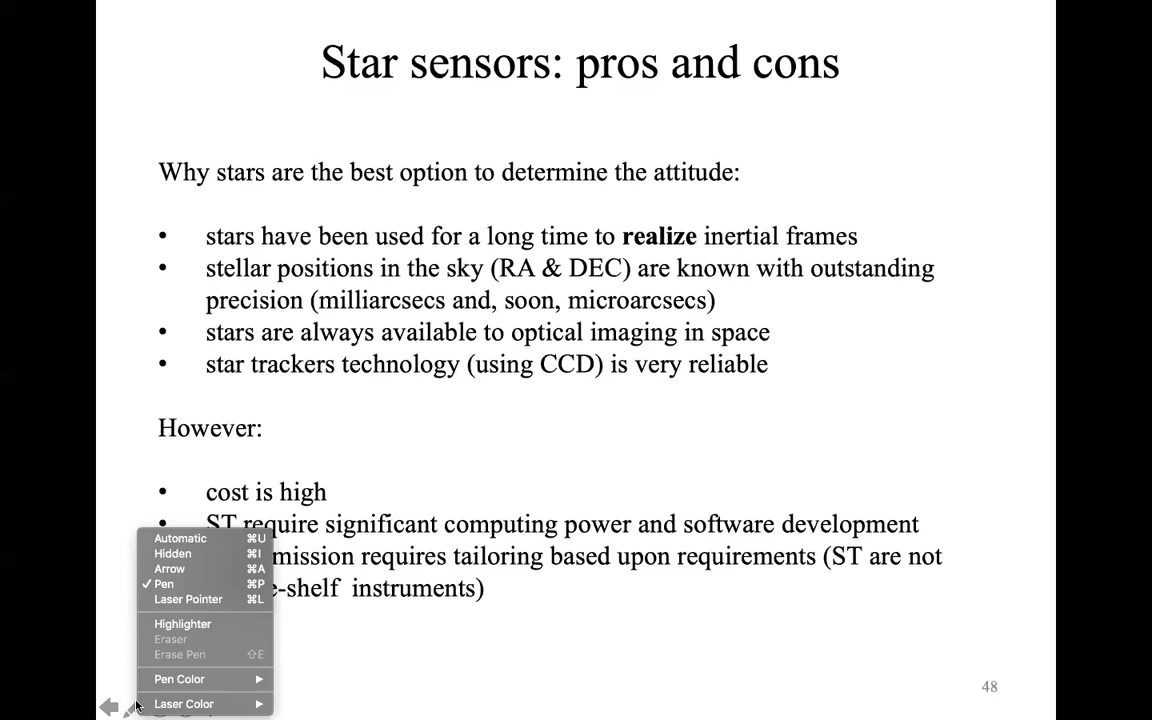 Star sensors: pros and cons
Why stars are the best option to determine the attitude:
• stars have been used for a long time to realize inertial frames
• stellar positions in the sky (RA & DEC) are known with outstanding
precision (milliarcsecs and, soon, microarcsecs)
• stars are always available to optical imaging in space
• star trackers technology (using CCD) is very reliable
However:
• cost is high
• ST require significant computing power and software development
mission requires tailoring based upon requirements (ST are not
e-shelf instruments)
Automatic ⌘U
Hidden ⌘I
Arrow ⌘A
✓ Pen ⌘P
Laser Pointer ⌘L
Highlighter
Eraser
Erase Pen ⇧E
Pen Color ▶
Laser Color ▶
48